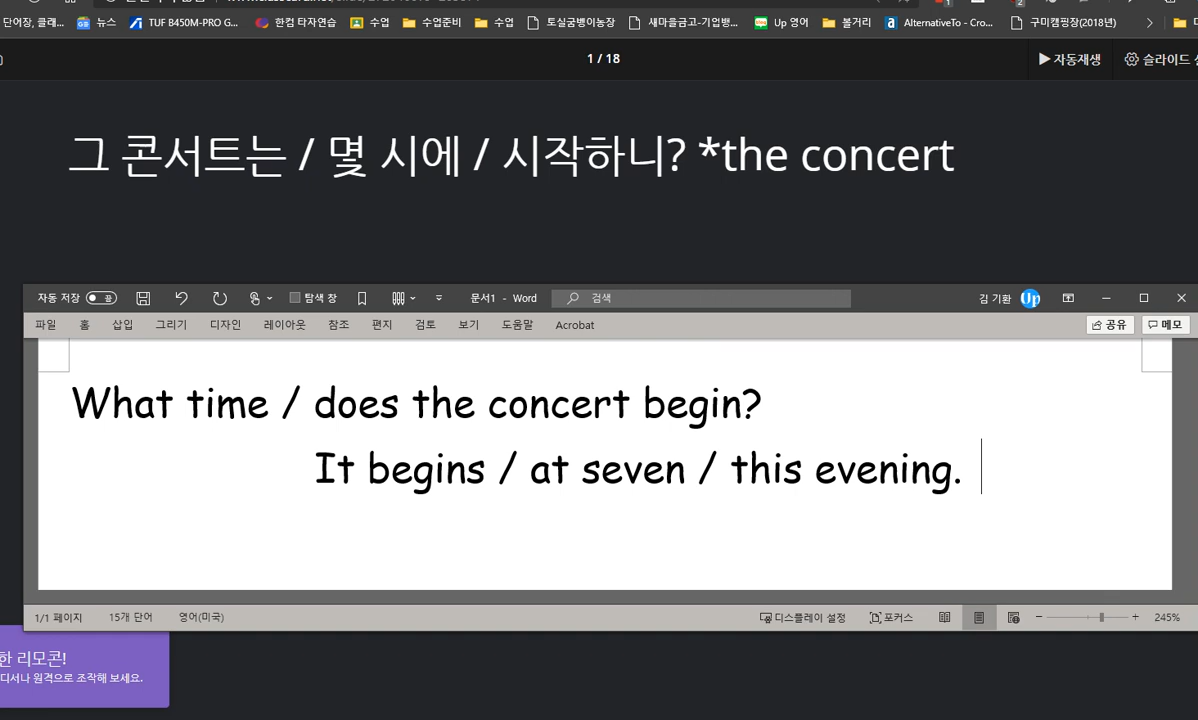 단어장, 클래... 뉴스 TUF B450M-PRO G... 한컴 타자연습 수업 수업준비 수업 토실굼벵이농장 새마을금고-기업뱅... Up 영어 볼거리 AlternativeTo - Cro... 구미캠핑장(2018년)
1 / 18 자동재생 슬라이드
그 콘서트는 / 몇 시에 / 시작하니? *the concert
자동 저장 끔 탐색 창 문서1 - Word 검색 김 기환 Up
파일 홈 삽입 그리기 디자인 레이아웃 참조 편지 검토 보기 도움말 Acrobat 공유 메모
What time / does the concert begin?
It begins / at seven / this evening.
1/1 페이지 15개 단어 영어(미국) 디스플레이 설정 포커스 245%
한 리모콘!
디서나 원격으로 조작해 보세요.